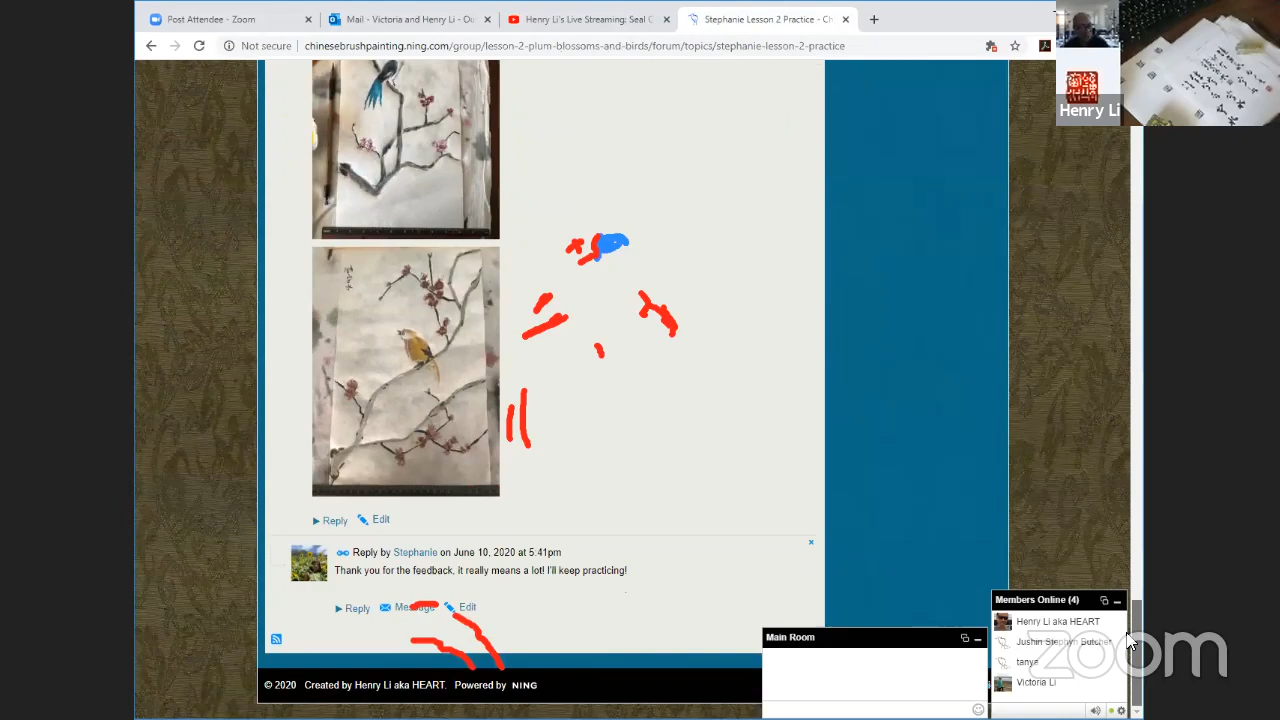 Post Attendee - Zoom
Mail - Victoria and Henry Li - Ou
Henry Li's Live Streaming: Seal C
Stephanie Lesson 2 Practice - Ch
Not secure
chinesebrushpainting.ning.com/group/lesson-2-plum-blossoms-and-birds/forum/topics/stephanie-lesson-2-practice
Henry Li
Reply
Edit
Reply by Stephanie on June 10, 2020 at 5:41pm
Thank you for the feedback, it really means a lot! I'll keep practicing!
Reply
Message
Edit
Members Online (4)
Henry Li aka HEART
Jushin Stephyn Butcher
tanya
Victoria Li
Main Room
zoom
© 2020 Created by Henry Li aka HEART. Powered by NING